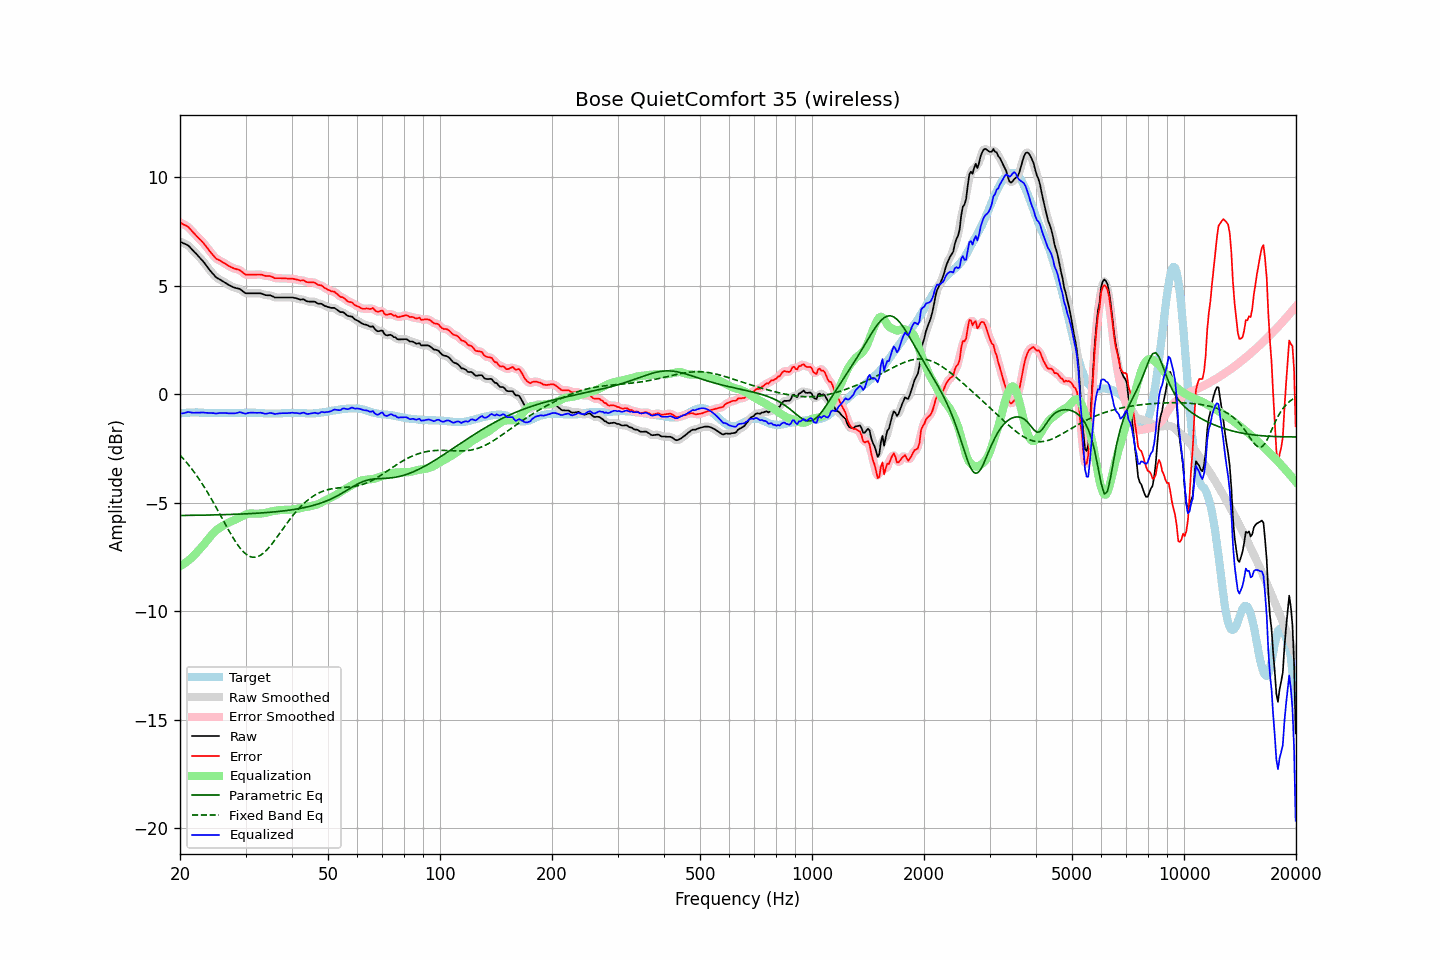 Bose QuietComfort 35 (wireless)
Amplitude (dBr)
10
5
0
−5
−10
−15
−20
Target
Raw Smoothed
Error Smoothed
Raw
Error
Equalization
Parametric Eq
Fixed Band Eq
Equalized
20 50 100 200 500 1000 2000 5000 10000 20000
Frequency (Hz)